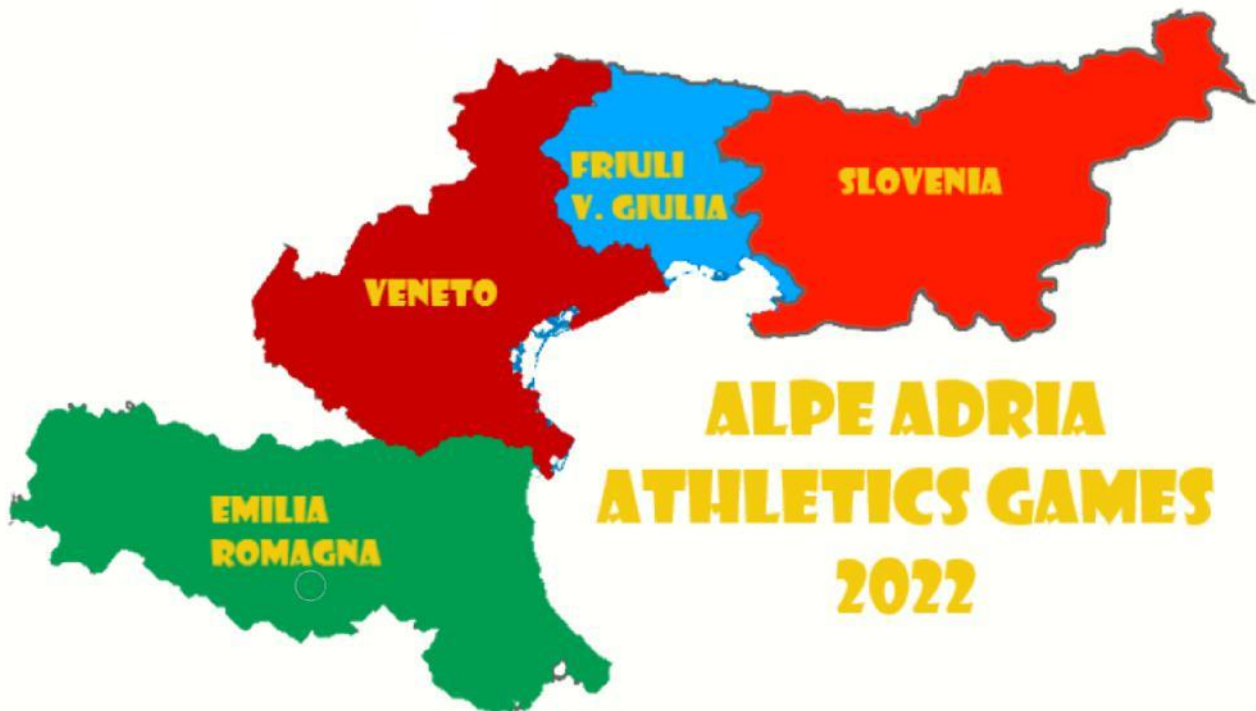 FRIULI
V. GIULIA
SLOVENIA
VENETO
ALPE ADRIA
ATHLETICS GAMES
2022
EMILIA
ROMAGNA